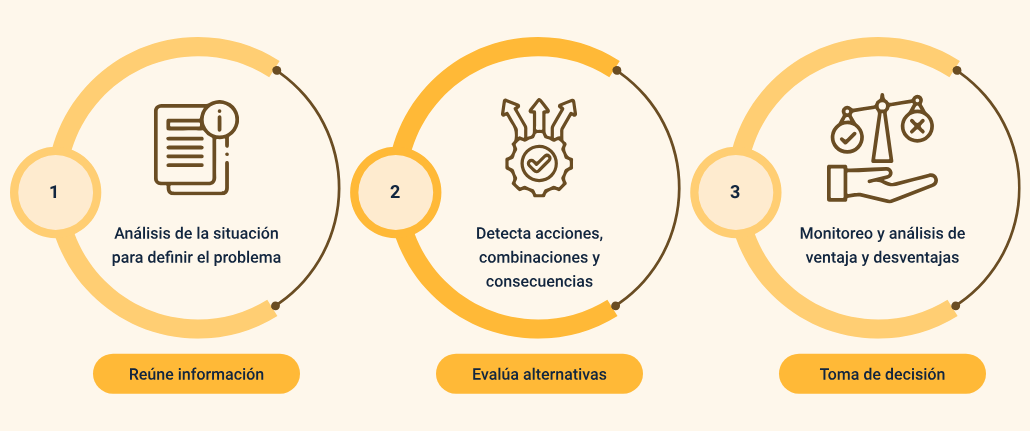 1
Análisis de la situación
para definir el problema
Reúne información
2
Detecta acciones,
combinaciones y
consecuencias
Evalúa alternativas
3
Monitoreo y análisis de
ventaja y desventajas
Toma de decisión